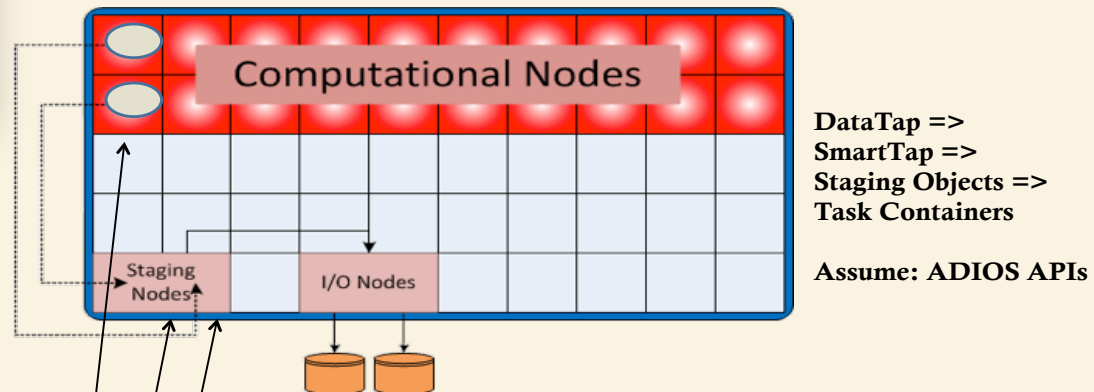 Computational Nodes
DataTap =>
SmartTap =>
Staging Objects =>
Task Containers
Assume: ADIOS APIs
Staging
Nodes
I/O Nodes